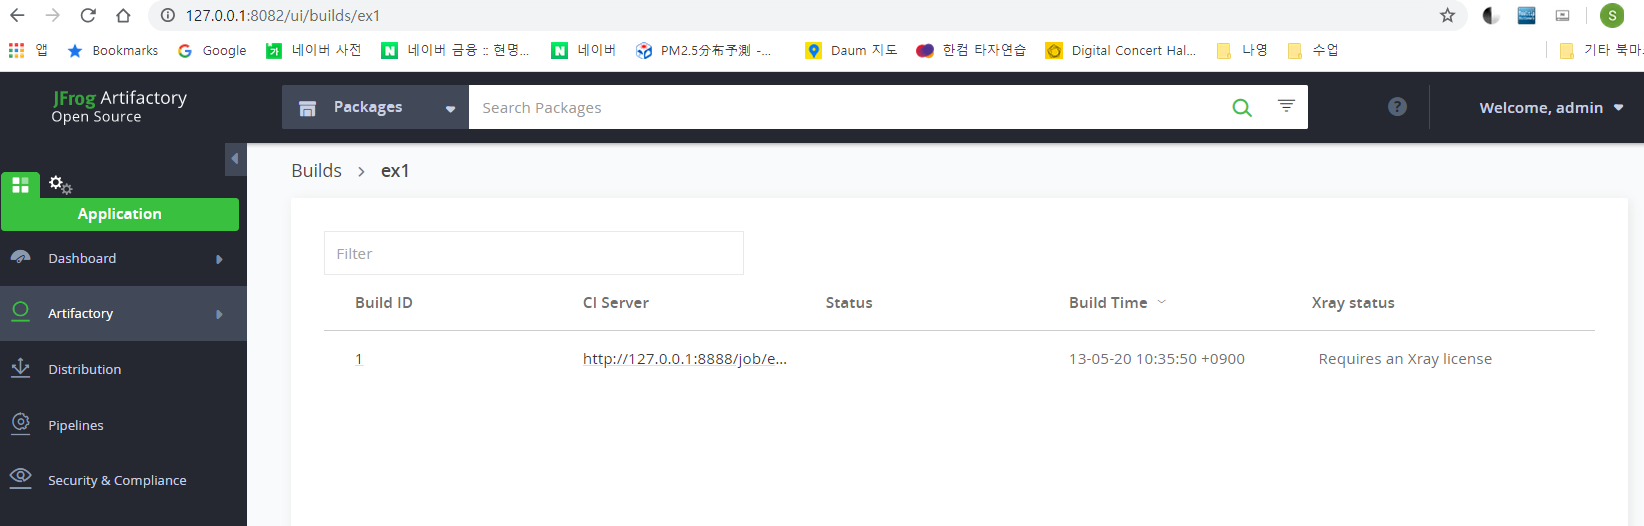 127.0.0.1:8082/ui/builds/ex1
S
앱 Bookmarks Google 네이버 사전 네이버 금융 :: 현명... 네이버 PM2.5分布予測 -... Daum 지도 한컴 타자연습 Digital Concert Hal... 나영 수업 기타 북마
JFrog Artifactory
Open Source
Packages
Search Packages
?
Welcome, admin
Builds > ex1
Application
Filter
Dashboard
Build ID CI Server Status Build Time Xray status
Artifactory
1 http://127.0.0.1:8888/job/e... 13-05-20 10:35:50 +0900 Requires an Xray license
Distribution
Pipelines
Security & Compliance